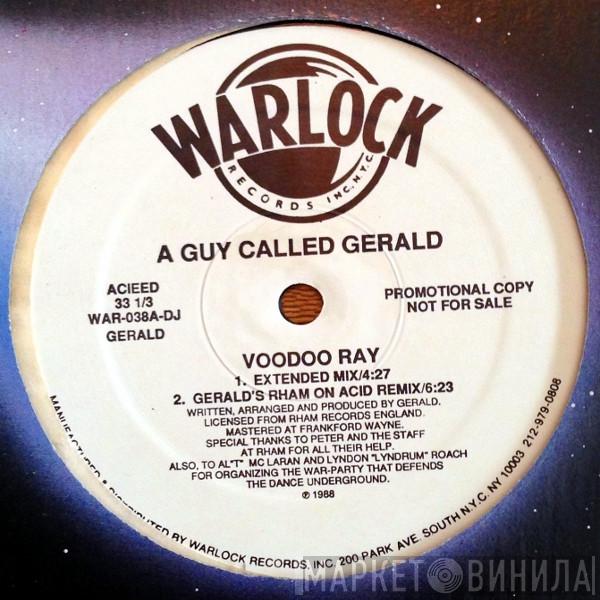 WARLOCK
RECORDS INC. N.Y.C.
A GUY CALLED GERALD
ACIEED
33 1/3
WAR-038A-DJ
GERALD
PROMOTIONAL COPY
NOT FOR SALE
VOODOO RAY
1. EXTENDED MIX/4:27
2. GERALD'S RHAM ON ACID REMIX/6:23
WRITTEN, ARRANGED AND PRODUCED BY GERALD.
LICENSED FROM RHAM RECORDS ENGLAND.
MASTERED AT FRANKFORD WAYNE.
SPECIAL THANKS TO PETER AND THE STAFF
AT RHAM FOR ALL THEIR HELP.
ALSO, TO AL"T" MC LARAN AND LYNDON "LYNDRUM" ROACH
FOR ORGANIZING THE WAR-PARTY THAT DEFENDS
THE DANCE UNDERGROUND.
℗ 1988
MANUFACTURED & DISTRIBUTED BY WARLOCK RECORDS, INC. 200 PARK AVE. SOUTH N.Y.C. NY 10003 212-979-0808
МАРКЕТ ВИНИЛА